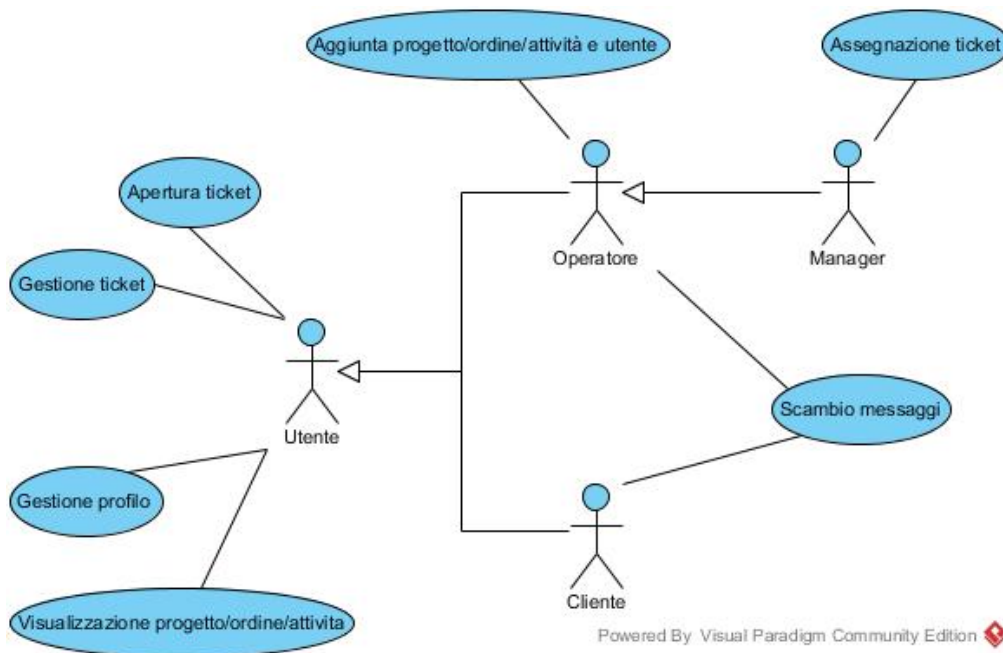 Aggiunta progetto/ordine/attività e utente
Assegnazione ticket
Apertura ticket
Operatore
Manager
Gestione ticket
Utente
Scambio messaggi
Gestione profilo
Cliente
Visualizzazione progetto/ordine/attivita
Powered By Visual Paradigm Community Edition